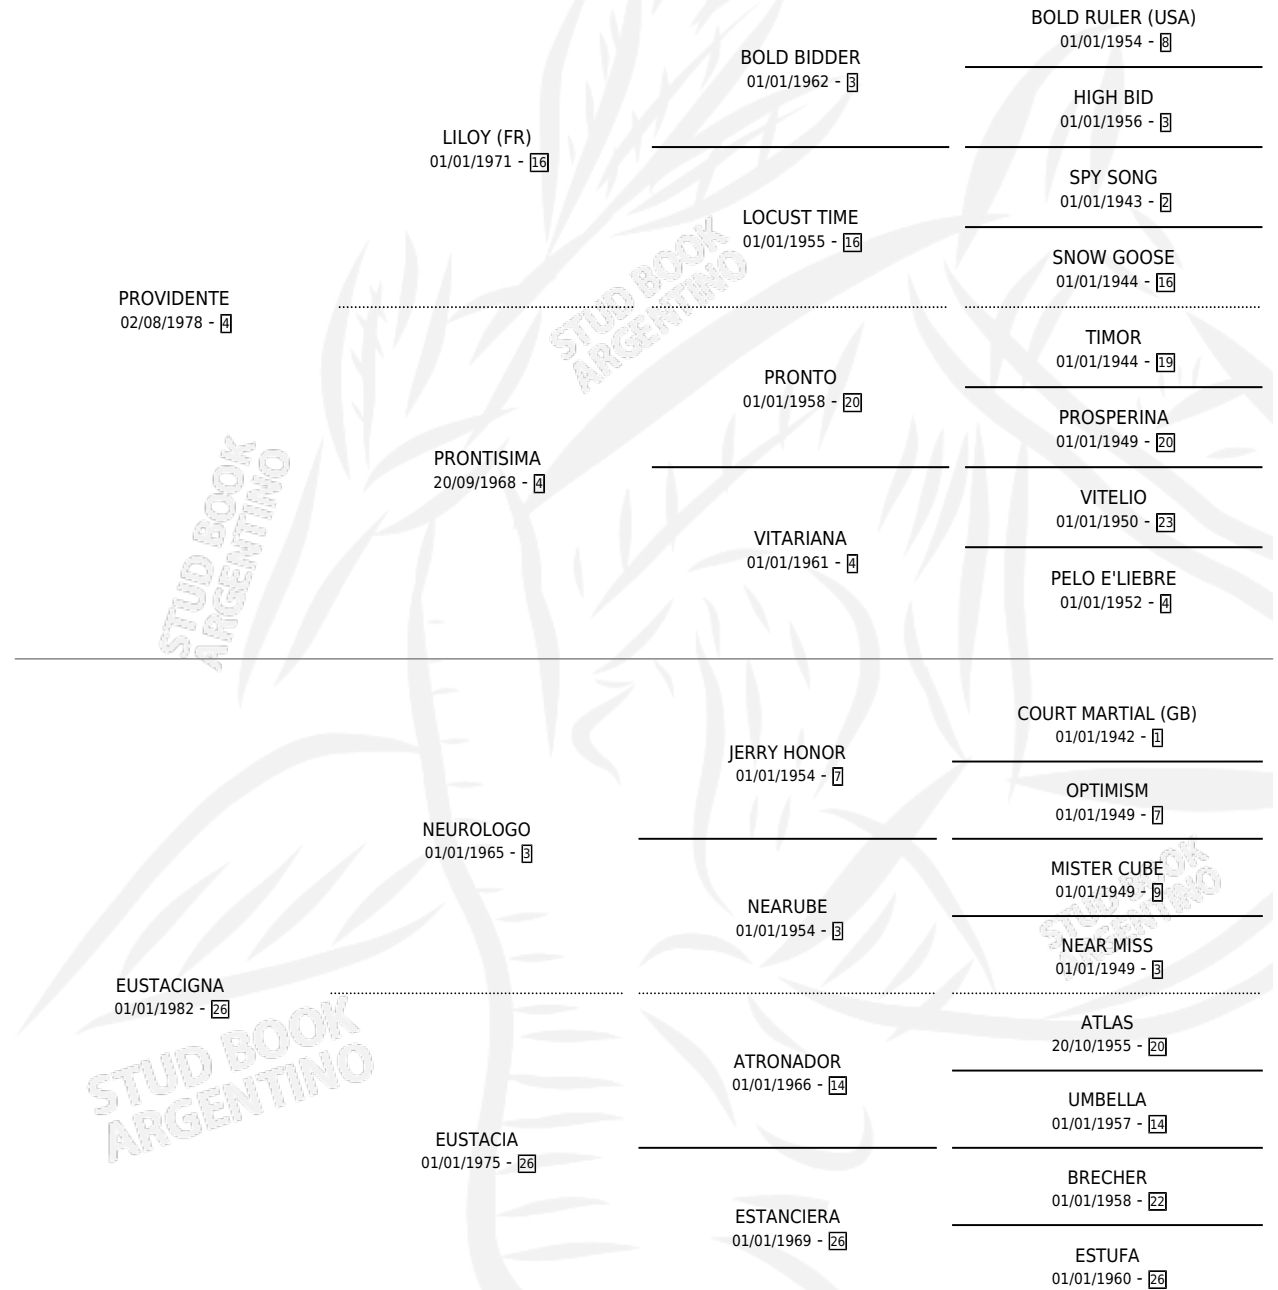 BOLD RULER (USA)
01/01/1954 - 8
BOLD BIDDER
01/01/1962 - 3
HIGH BID
01/01/1956 - 3
LILOY (FR)
01/01/1971 - 16
SPY SONG
01/01/1943 - 2
LOCUST TIME
01/01/1955 - 16
SNOW GOOSE
01/01/1944 - 16
PROVIDENTE
02/08/1978 - 4
TIMOR
01/01/1944 - 19
PRONTO
01/01/1958 - 20
PROSPERINA
01/01/1949 - 20
PRONTISIMA
20/09/1968 - 4
VITELIO
01/01/1950 - 23
VITARIANA
01/01/1961 - 4
PELO E'LIEBRE
01/01/1952 - 4
STUD BOOK
ARGENTINO
STUD BOOK
ARGENTINO
COURT MARTIAL (GB)
01/01/1942 - 1
JERRY HONOR
01/01/1954 - 7
OPTIMISM
01/01/1949 - 7
NEUROLOGO
01/01/1965 - 3
MISTER CUBE
01/01/1949 - 9
NEARUBE
01/01/1954 - 3
NEAR MISS
01/01/1949 - 3
STUD BOOK
ARGENTINO
EUSTACIGNA
01/01/1982 - 26
ATLAS
20/10/1955 - 20
ATRONADOR
01/01/1966 - 14
UMBELLA
01/01/1957 - 14
EUSTACIA
01/01/1975 - 26
BRECHER
01/01/1958 - 22
ESTANCIERA
01/01/1969 - 26
ESTUFA
01/01/1960 - 26
STUD BOOK
ARGENTINO